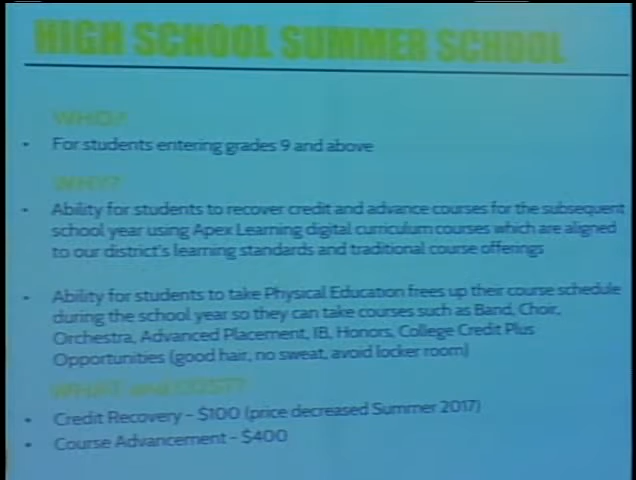 HIGH SCHOOL SUMMER SCHOOL
WHO?
• For students entering grades 9 and above
WHY?
• Ability for students to recover credit and advance courses for the subsequent
school year using Apex Learning digital curriculum courses which are aligned
to our district's learning standards and traditional course offerings
• Ability for students to take Physical Education frees up their course schedule
during the school year so they can take courses such as Band, Choir,
Orchestra, Advanced Placement, IB, Honors, College Credit Plus
Opportunities (good hair, no sweat, avoid locker room)
WHAT and COST?
• Credit Recovery - $100 (price decreased Summer 2017)
• Course Advancement - $400